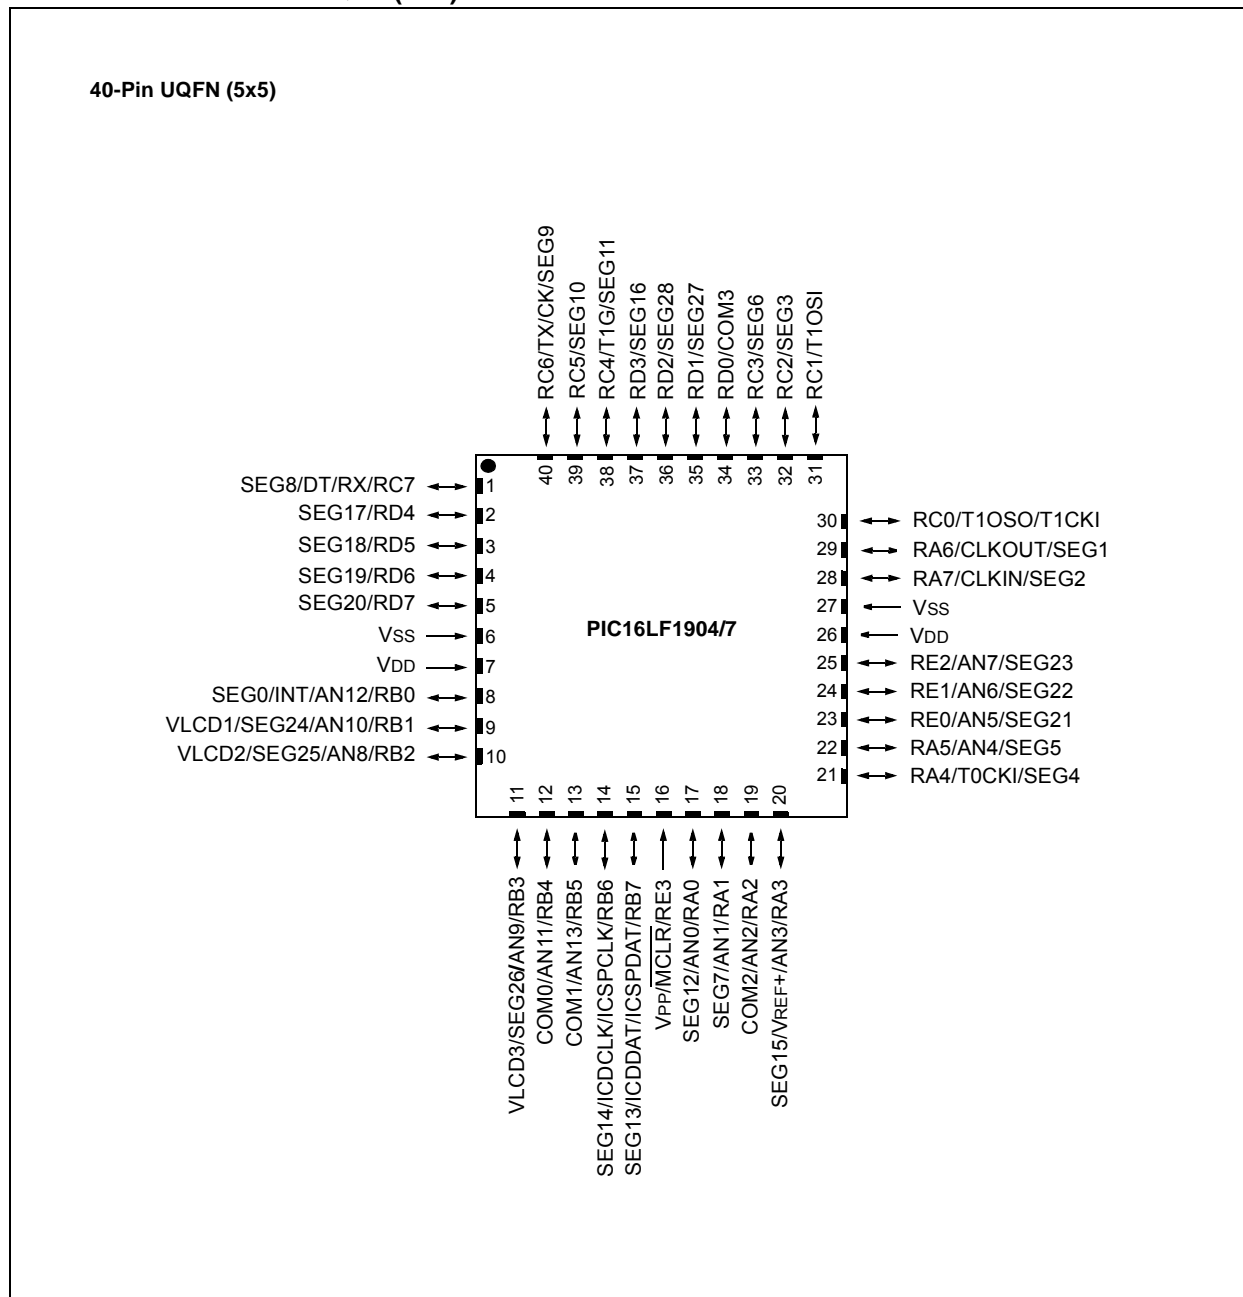 40-Pin UQFN (5x5)
RC6/TX/CK/SEG9
RC5/SEG10
RC4/T1G/SEG11
RD3/SEG16
RD2/SEG28
RD1/SEG27
RD0/COM3
RC3/SEG6
RC2/SEG3
RC1/T1OSI
40
39
38
37
36
35
34
33
32
31
SEG8/DT/RX/RC7 1
SEG17/RD4 2
SEG18/RD5 3
SEG19/RD6 4
SEG20/RD7 5
VSS 6
VDD 7
SEG0/INT/AN12/RB0 8
VLCD1/SEG24/AN10/RB1 9
VLCD2/SEG25/AN8/RB2 10
PIC16LF1904/7
30 RC0/T1OSO/T1CKI
29 RA6/CLKOUT/SEG1
28 RA7/CLKIN/SEG2
27 VSS
26 VDD
25 RE2/AN7/SEG23
24 RE1/AN6/SEG22
23 RE0/AN5/SEG21
22 RA5/AN4/SEG5
21 RA4/T0CKI/SEG4
11
12
13
14
15
16
17
18
19
20
VLCD3/SEG26/AN9/RB3
COM0/AN11/RB4
COM1/AN13/RB5
SEG14/ICDCLK/ICSPCLK/RB6
SEG13/ICDDAT/ICSPDAT/RB7
VPP/MCLR/RE3
SEG12/AN0/RA0
SEG7/AN1/RA1
COM2/AN2/RA2
SEG15/VREF+/AN3/RA3